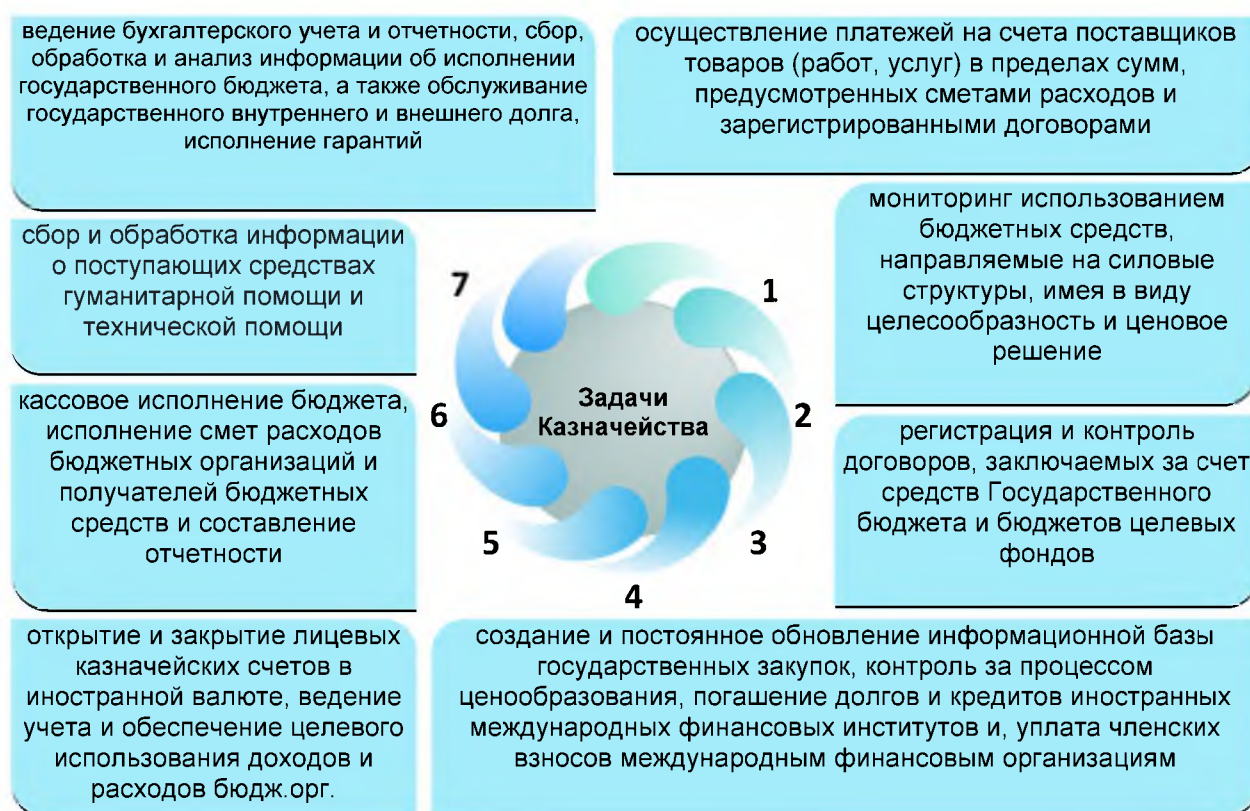 ведение бухгалтерского учета и отчетности, сбор,
обработка и анализ информации об исполнении
государственного бюджета, а также обслуживание
государственного внутреннего и внешнего долга,
исполнение гарантий
осуществление платежей на счета поставщиков
товаров (работ, услуг) в пределах сумм,
предусмотренных сметами расходов и
зарегистрированными договорами
сбор и обработка информации
о поступающих средствах
гуманитарной помощи и
технической помощи
мониторинг использованием
бюджетных средств,
направляемые на силовые
структуры, имея в виду
целесообразность и ценовое
решение
7
1
6
Задачи
Казначейства
2
5
3
4
кассовое исполнение бюджета,
исполнение смет расходов
бюджетных организаций и
получателей бюджетных
средств и составление
отчетности
регистрация и контроль
договоров, заключаемых за счет
средств Государственного
бюджета и бюджетов целевых
фондов
открытие и закрытие лицевых
казначейских счетов в
иностранной валюте, ведение
учета и обеспечение целевого
использования доходов и
расходов бюдж.орг.
создание и постоянное обновление информационной базы
государственных закупок, контроль за процессом
ценообразования, погашение долгов и кредитов иностранных
международных финансовых институтов и, уплата членских
взносов международным финансовым организациям